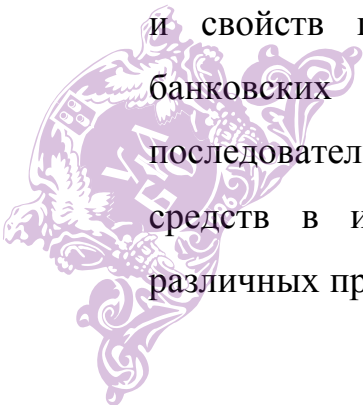 и свойств
банковских
последовател
средств в и
различных пр